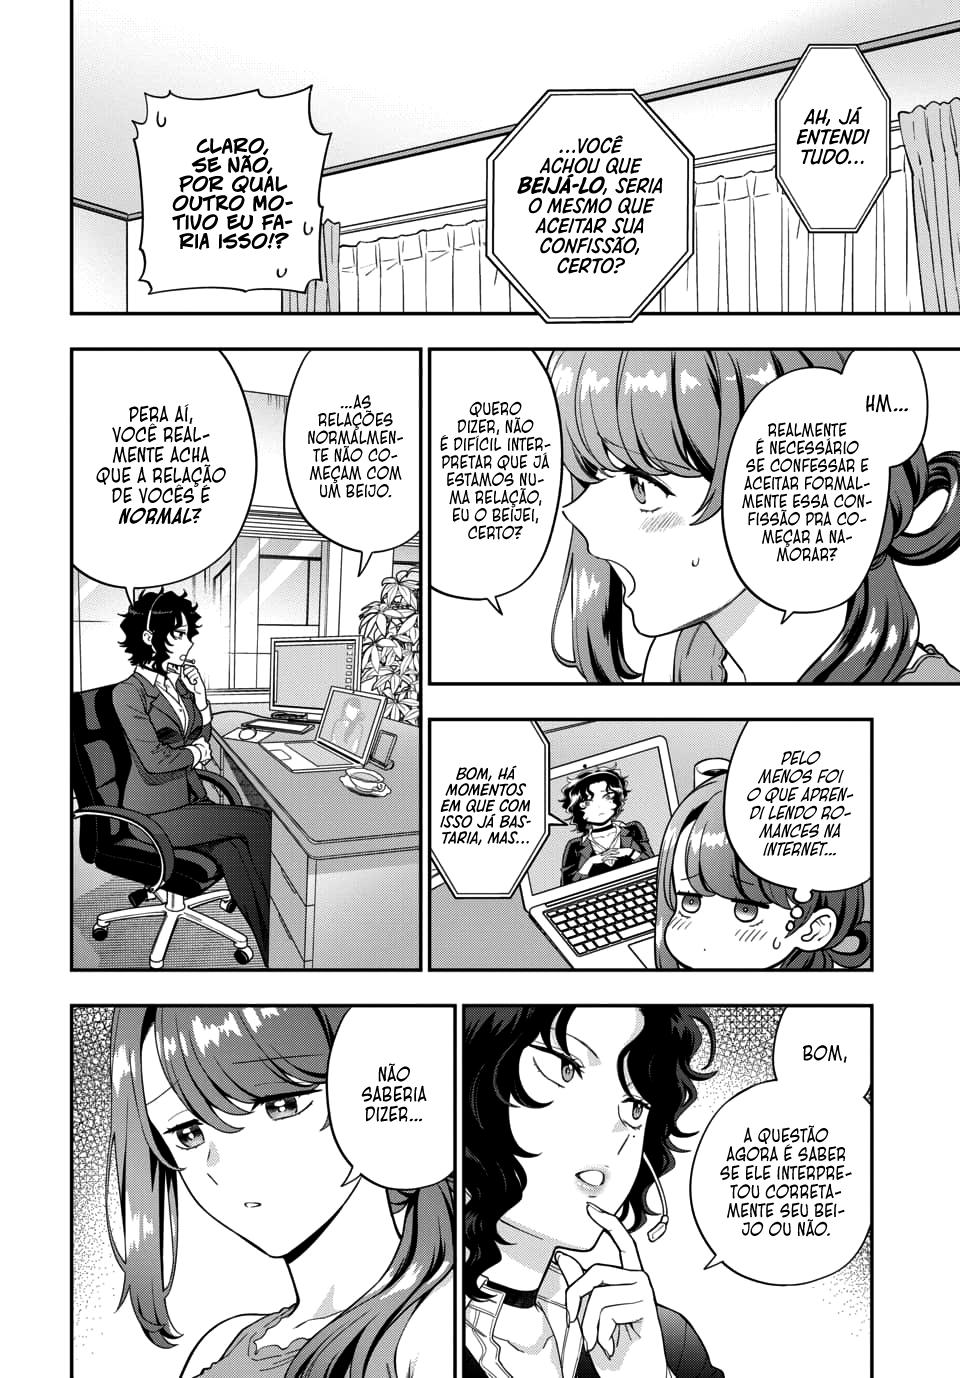 AH, JÁ
ENTENDI
TUDO...
...VOCÊ
ACHOU QUE
BEIJÁ-LO, SERIA
O MESMO QUE
ACEITAR SUA
CONFISSÃO,
CERTO?
CLARO,
SE NÃO,
POR QUAL
OUTRO MO-
TIVO EU FA-
RIA ISSO!?
HM...
REALMENTE
É NECESSÁRIO
SE CONFESSAR E
ACEITAR FORMAL-
MENTE ESSA CON-
FISSÃO PRA CO-
MEÇAR A NA-
MORAR?
QUERO
DIZER, NÃO
É DIFÍCIL INTER-
PRETAR QUE JÁ
ESTAMOS NU-
MA RELAÇÃO,
EU O BEIJEI,
CERTO?
...AS
RELAÇÕES
NORMALMEN-
TE NÃO CO-
MEÇAM COM
UM BEIJO.
PERA AÍ,
VOCÊ REAL-
MENTE ACHA
QUE A RELAÇÃO
DE VOCÊS É
NORMAL?
PELO
MENOS FOI
O QUE APREN-
DI LENDO RO-
MANCES NA
INTERNET...
BOM, HÁ
MOMENTOS
EM QUE COM
ISSO JÁ BAS-
TARIA, MAS...
BOM,
A QUESTÃO
AGORA É SABER
SE ELE INTERPRE-
TOU CORRETA-
MENTE SEU BEI-
JO OU NÃO.
NÃO
SABERIA
DIZER...